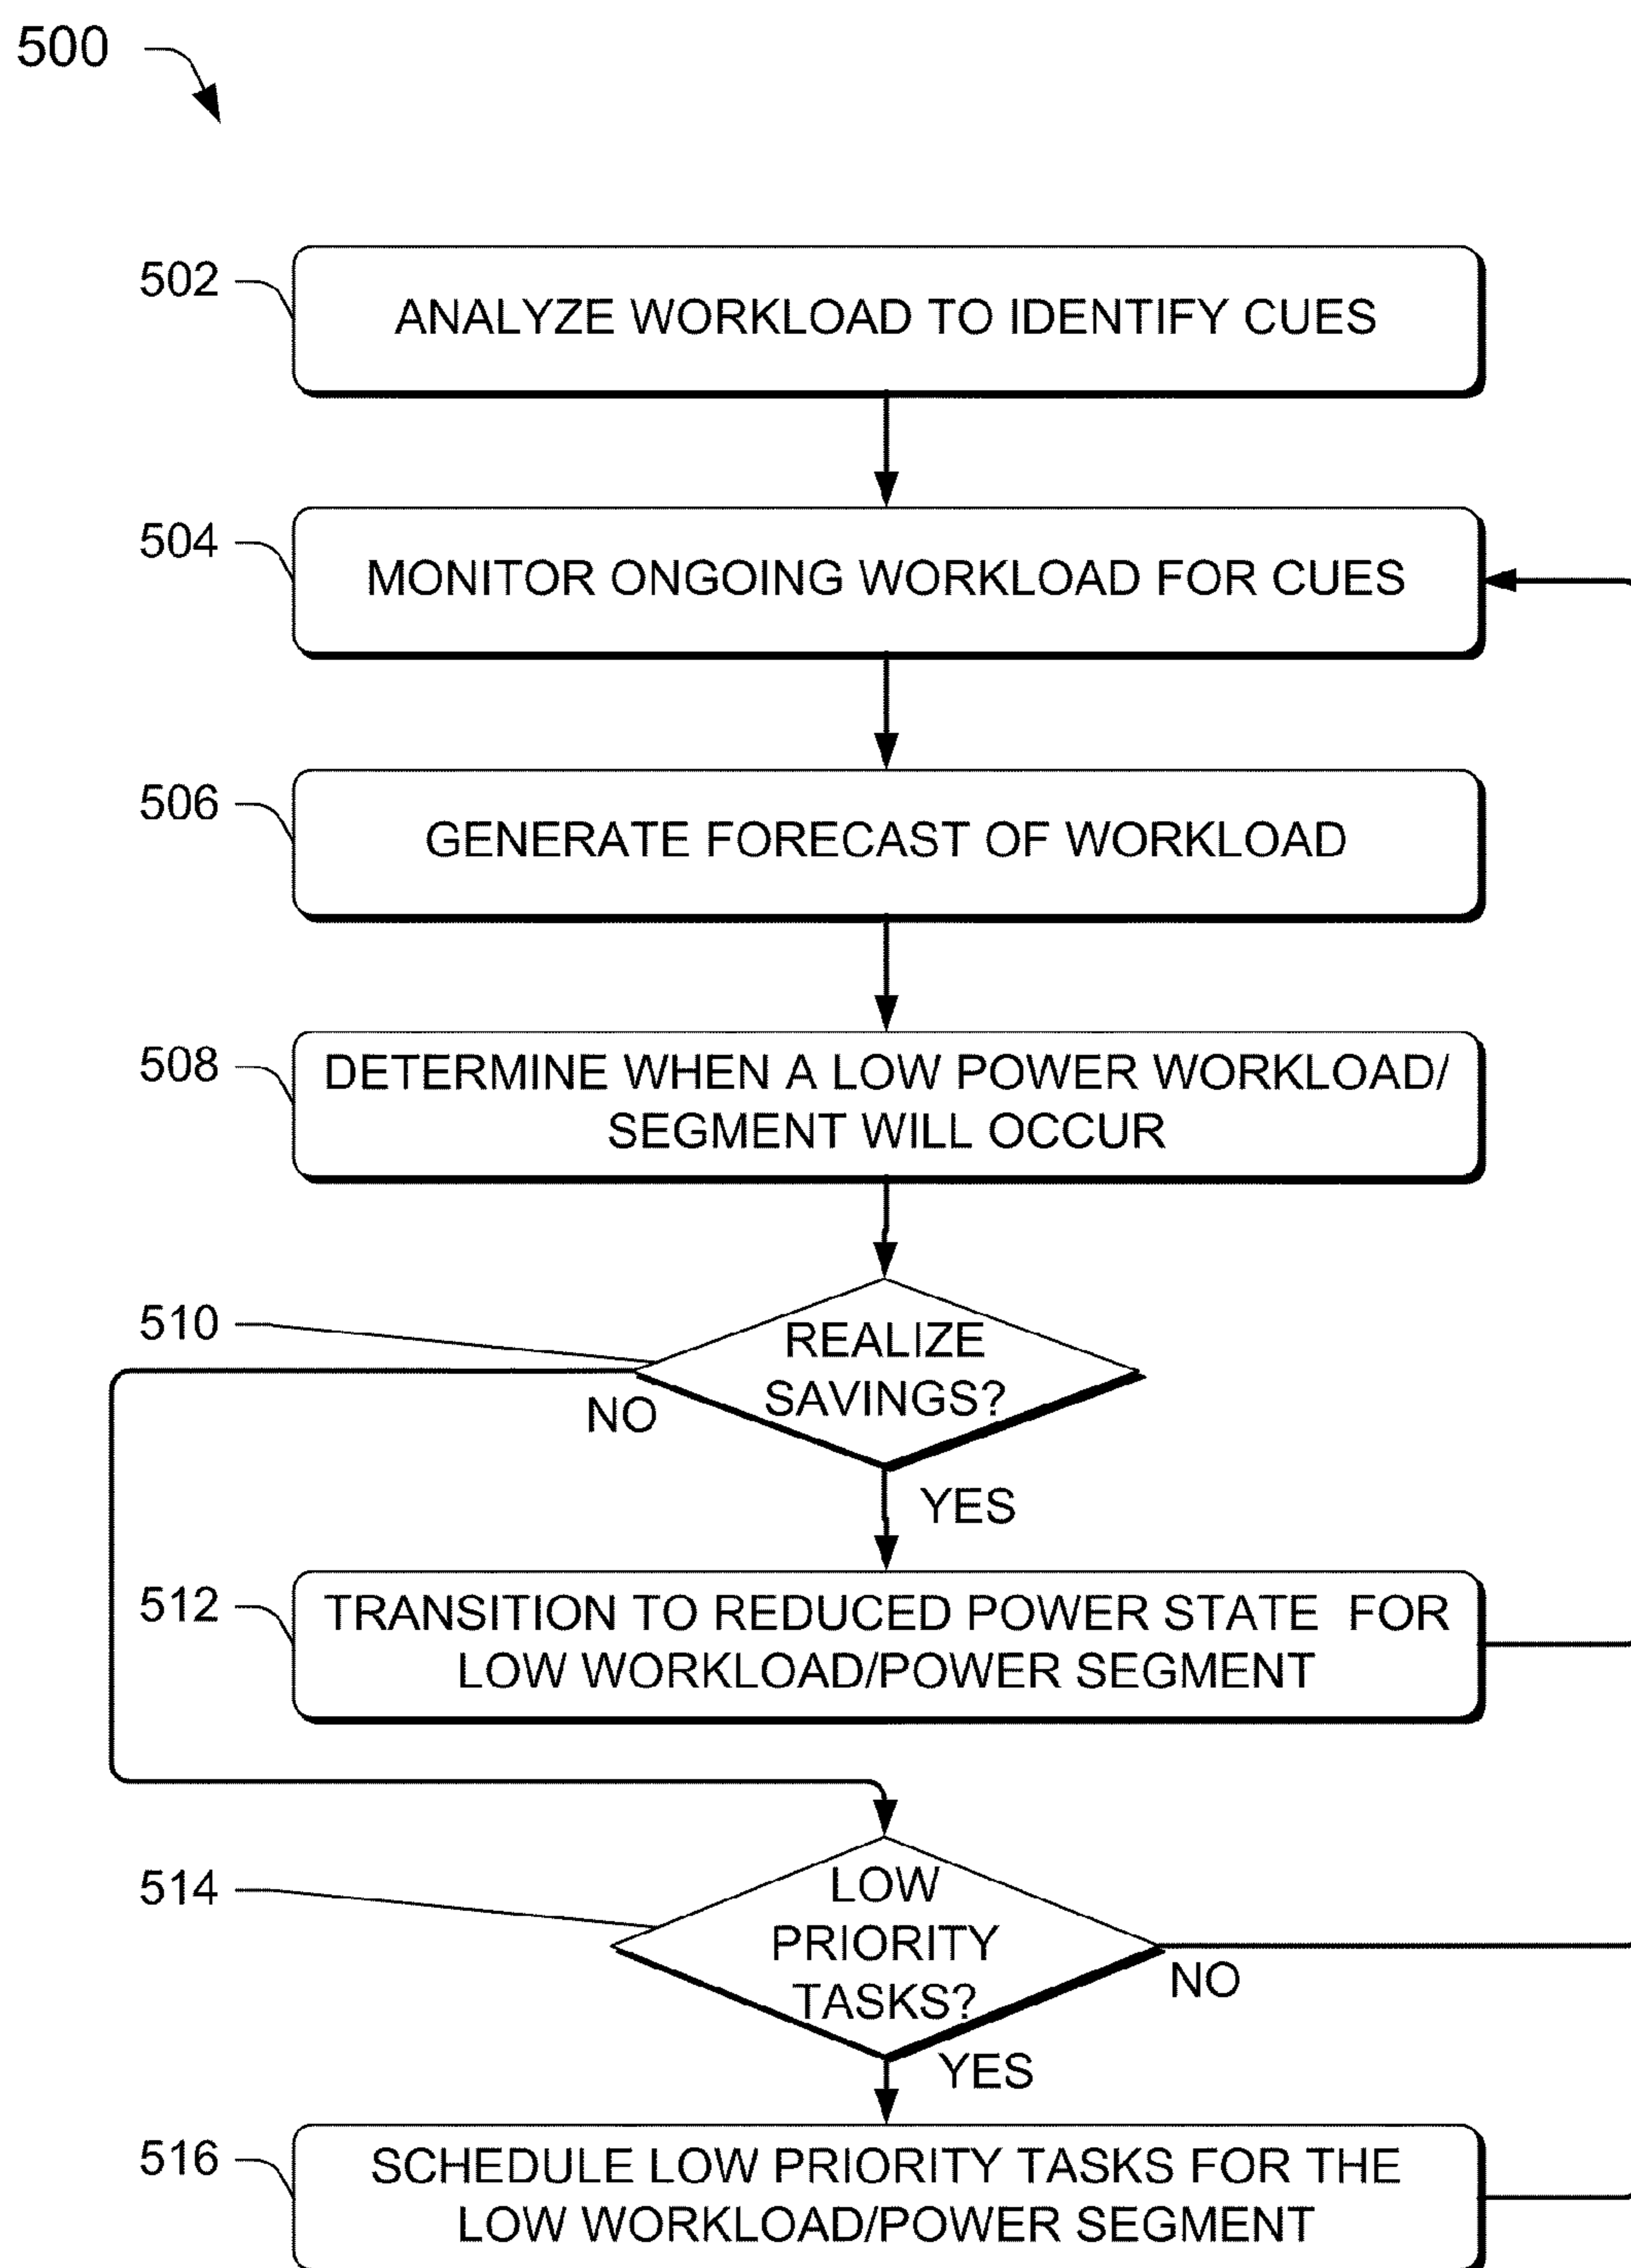 500
502
ANALYZE WORKLOAD TO IDENTIFY CUES
504
MONITOR ONGOING WORKLOAD FOR CUES
506
GENERATE FORECAST OF WORKLOAD
508
DETERMINE WHEN A LOW POWER WORKLOAD/
SEGMENT WILL OCCUR
510
REALIZE
SAVINGS?
NO
YES
512
TRANSITION TO REDUCED POWER STATE FOR
LOW WORKLOAD/POWER SEGMENT
514
LOW
PRIORITY
TASKS?
NO
YES
516
SCHEDULE LOW PRIORITY TASKS FOR THE
LOW WORKLOAD/POWER SEGMENT